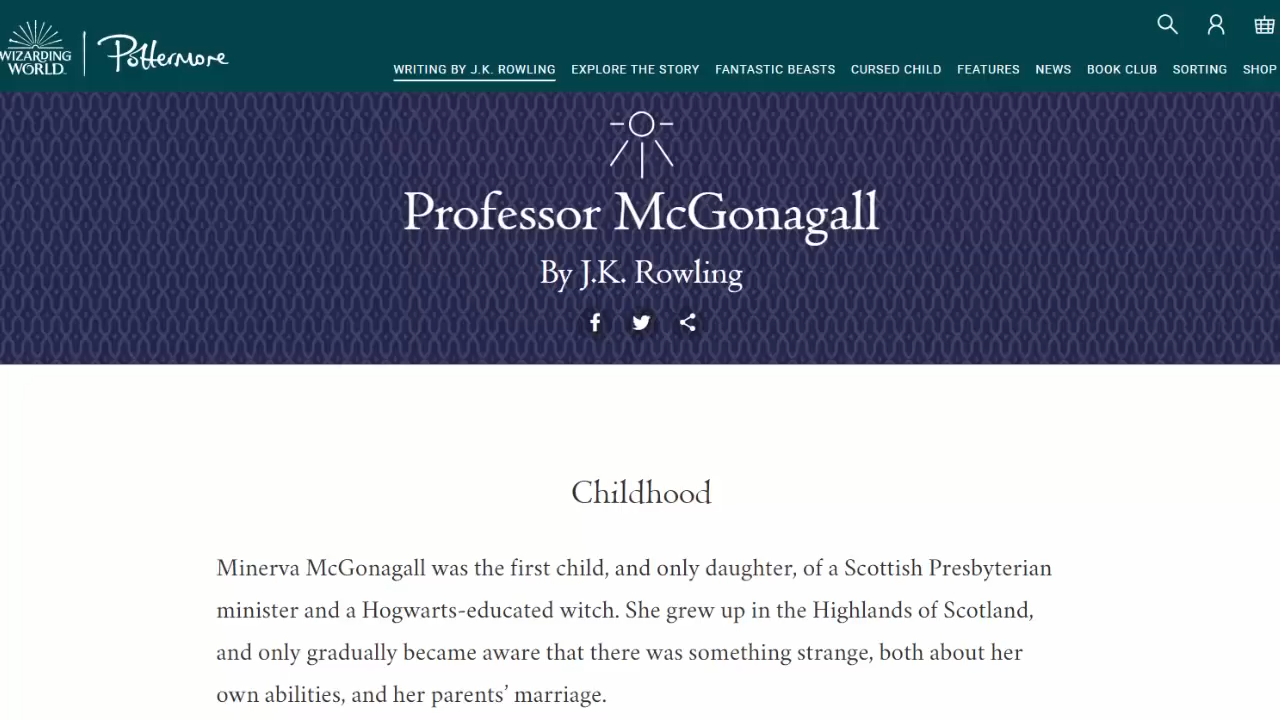 WIZARDING
WORLD
Pottermore
WRITING BY J.K. ROWLING EXPLORE THE STORY FANTASTIC BEASTS CURSED CHILD FEATURES NEWS BOOK CLUB SORTING SHOP
Professor McGonagall
By J.K. Rowling
Childhood
Minerva McGonagall was the first child, and only daughter, of a Scottish Presbyterian
minister and a Hogwarts-educated witch. She grew up in the Highlands of Scotland,
and only gradually became aware that there was something strange, both about her
own abilities, and her parents’ marriage.